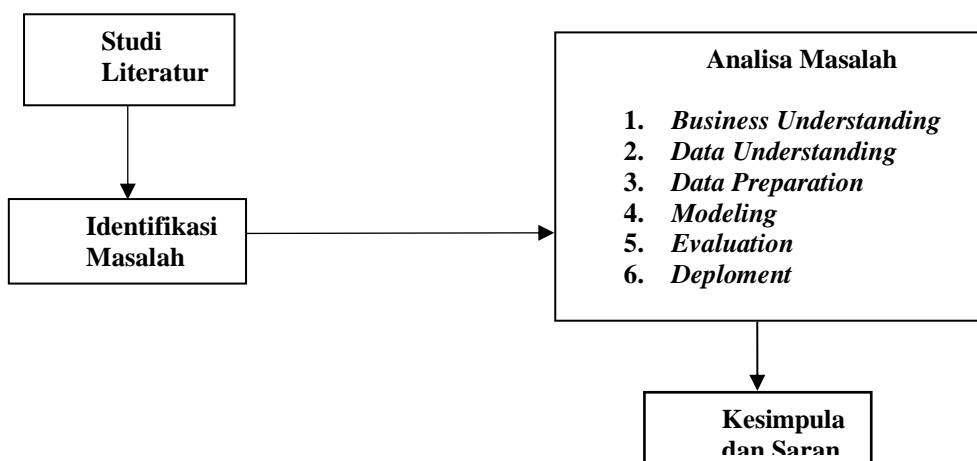 Studi
Literatur
Identifikasi
Masalah
Analisa Masalah
1. Business Understanding
2. Data Understanding
3. Data Preparation
4. Modeling
5. Evaluation
6. Deploment
Kesimpula
dan Saran